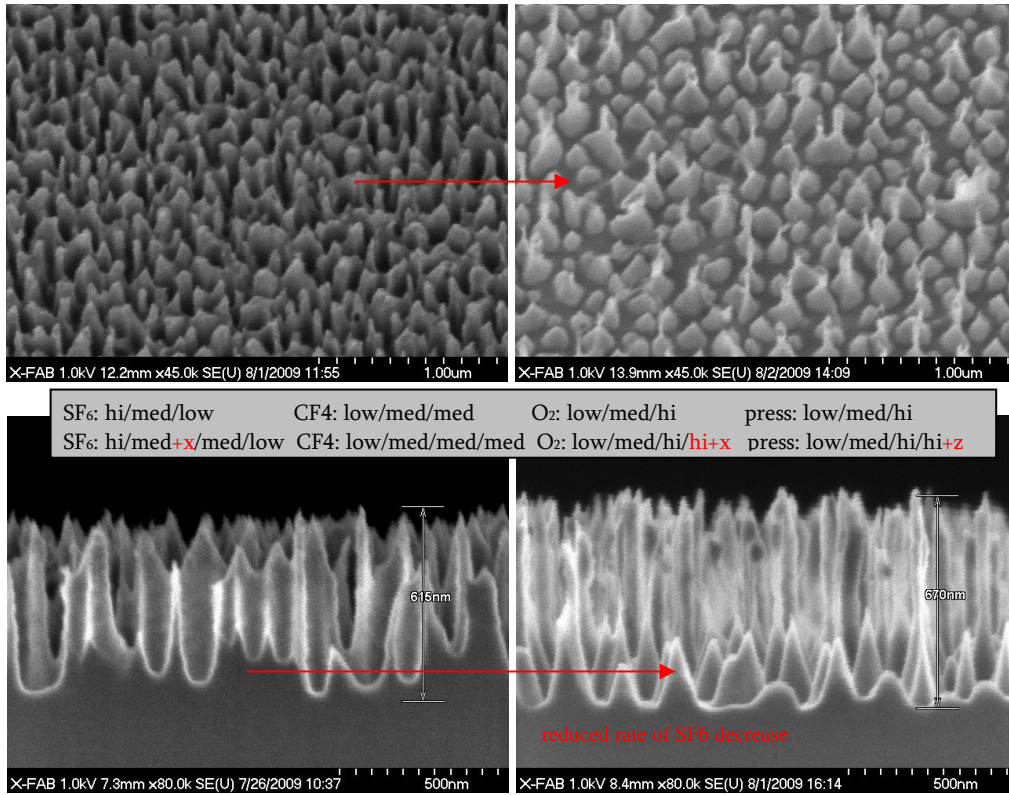 X-FAB 1.0kV 12.2mm x45.0k SE(U) 8/1/2009 11:55 1.00um
X-FAB 1.0kV 13.9mm x45.0k SE(U) 8/2/2009 14:09 1.00um
SF₆: hi/med/low CF4: low/med/med O₂: low/med/hi press: low/med/hi
SF₆: hi/med+x/med/low CF4: low/med/med/med O₂: low/med/hi/hi+x press: low/med/hi/hi+z
615nm
670nm
reduced rate of SF6 decrease
X-FAB 1.0kV 7.3mm x80.0k SE(U) 7/26/2009 10:37 500nm
X-FAB 1.0kV 8.4mm x80.0k SE(U) 8/1/2009 16:14 500nm